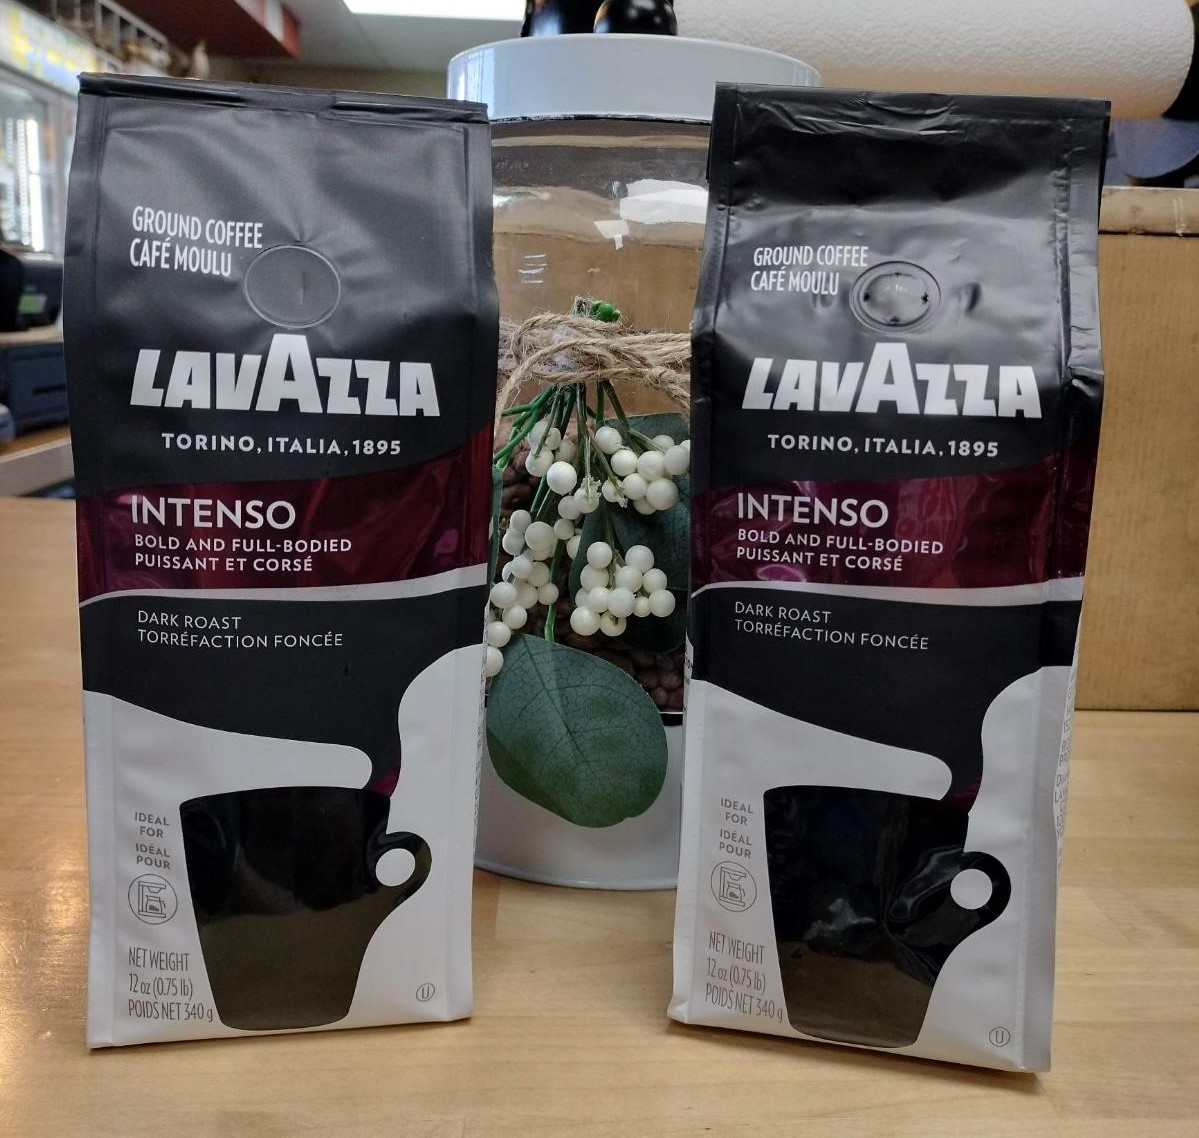 GROUND COFFEE
CAFÉ MOULU
LAVAZZA
TORINO, ITALIA, 1895
INTENSO
BOLD AND FULL-BODIED
PUISSANT ET CORSÉ
DARK ROAST
TORRÉFACTION FONCÉE
IDEAL
FOR
IDÉAL
POUR
NET WEIGHT
12 oz (0.75 lb)
POIDS NET 340 g
U
GROUND COFFEE
CAFÉ MOULU
LAVAZZA
TORINO, ITALIA, 1895
INTENSO
BOLD AND FULL-BODIED
PUISSANT ET CORSÉ
DARK ROAST
TORRÉFACTION FONCÉE
IDEAL
FOR
IDÉAL
POUR
NET WEIGHT
12 oz (0.75 lb)
POIDS NET 340 g
U